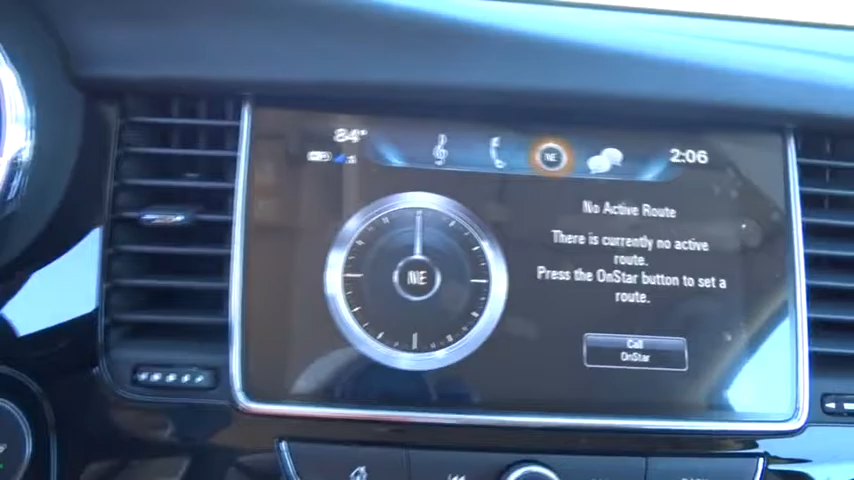 84°
NE
2:06
No Active Route
There is currently no active
route.
Press the OnStar button to set a
route.
NE
Call
OnStar